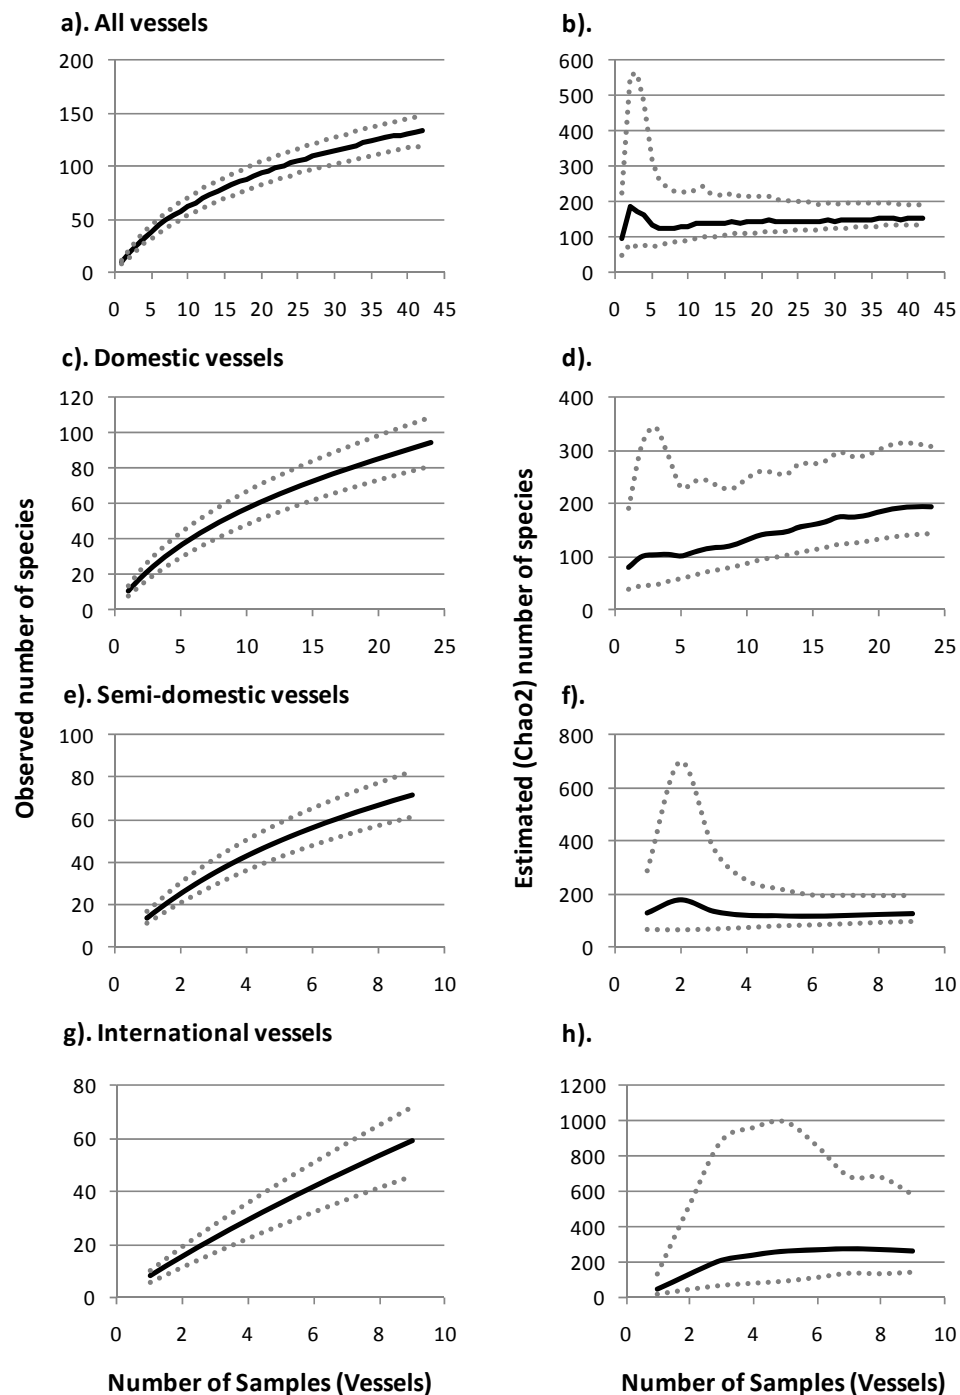 a). All vessels
b).
200
150
100
50
0
0 5 10 15 20 25 30 35 40 45
600
500
400
300
200
100
0
0 5 10 15 20 25 30 35 40 45
c). Domestic vessels
d).
120
100
80
60
40
20
0
0 5 10 15 20 25
400
300
200
100
0
0 5 10 15 20 25
Observed number of species
Estimated (Chao2) number of species
e). Semi-domestic vessels
f).
100
80
60
40
20
0
0 2 4 6 8 10
800
600
400
200
0
0 2 4 6 8 10
g). International vessels
h).
80
60
40
20
0
0 2 4 6 8 10
1200
1000
800
600
400
200
0
0 2 4 6 8 10
Number of Samples (Vessels)
Number of Samples (Vessels)